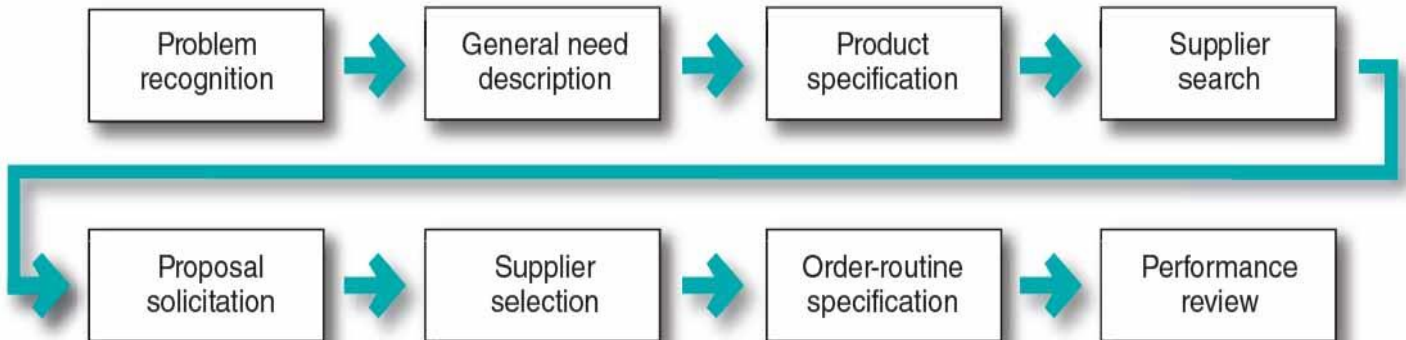 Problem
recognition
General need
description
Product
specification
Supplier
search
Proposal
solicitation
Supplier
selection
Order-routine
specification
Performance
review